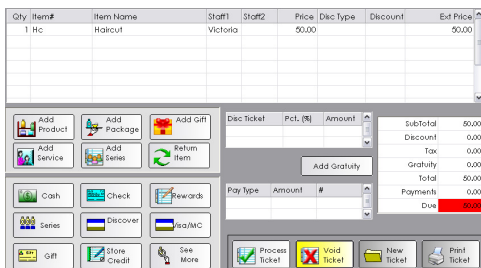 Qty Item# Item Name Staff1 Staff2 Price Disc Type Discount Ext Price
1 Hc Haircut Victoria 50.00 50.00
Add Product
Add Package
Add Gift
Add Service
Add Series
Return Item
Disc Ticket Pct. (%) Amount
Add Gratuity
SubTotal 50.00
Discount 0.00
Tax 0.00
Gratuity 0.00
Total 50.00
Payments 0.00
Due 50.00
Cash
Check
Rewards
Series
Discover
Visa/MC
Gift
Store Credit
See More
Pay Type Amount #
Process Ticket
Void Ticket
New Ticket
Print Ticket